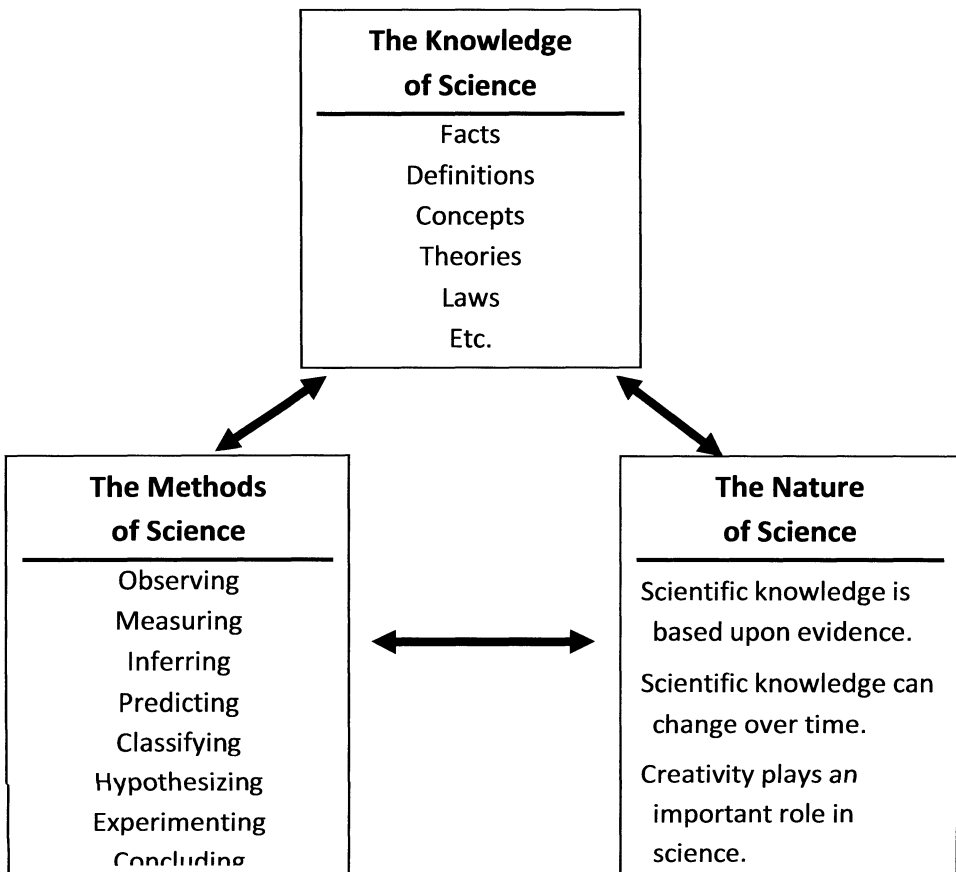 The Knowledge
of Science
Facts
Definitions
Concepts
Theories
Laws
Etc.
The Methods
of Science
Observing
Measuring
Inferring
Predicting
Classifying
Hypothesizing
Experimenting
Concluding
The Nature
of Science
Scientific knowledge is
based upon evidence.
Scientific knowledge can
change over time.
Creativity plays an
important role in
science.